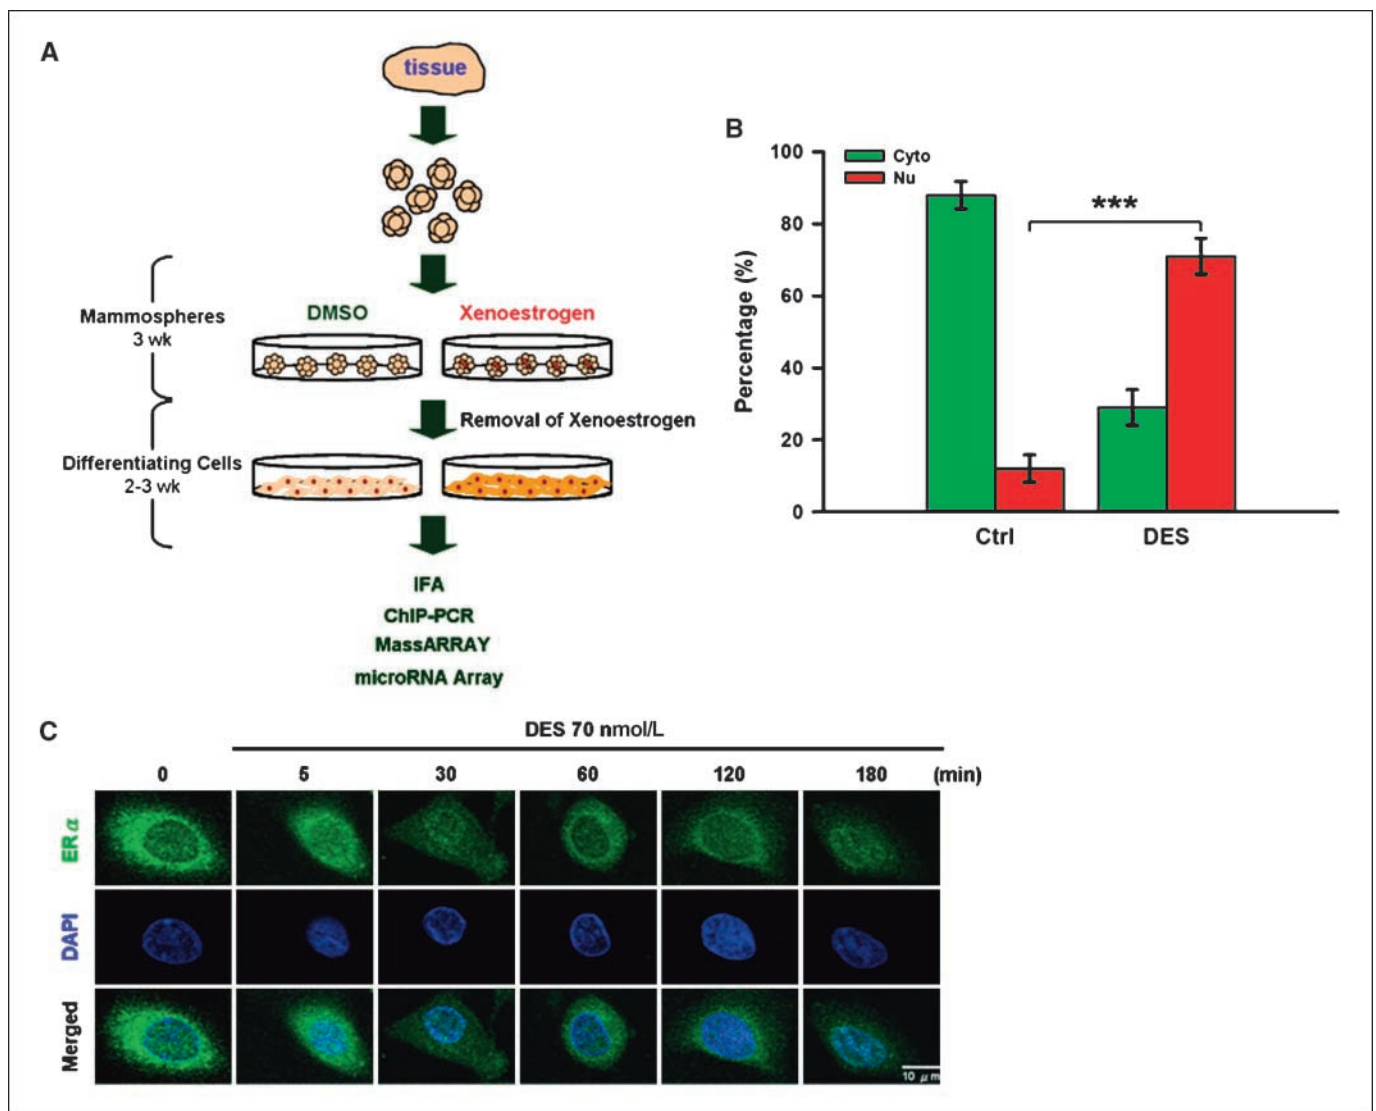 A
tissue
Mammospheres
3 wk
DMSO
Xenoestrogen
Removal of Xenoestrogen
Differentiating Cells
2-3 wk
IFA
ChIP-PCR
MassARRAY
microRNA Array
B
Cyto
Nu
***
100
80
60
40
20
0
Percentage (%)
Ctrl
DES
C
DES 70 nmol/L
0 5 30 60 120 180 (min)
ERα
DAPI
Merged
10 μm